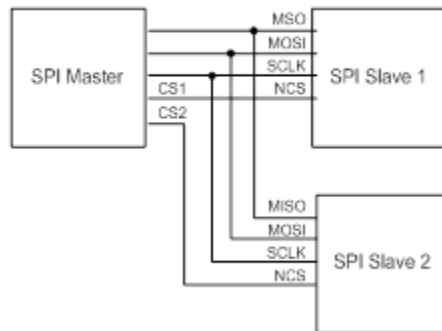 MSO
MOSI
SPI Master
SCLK
SPI Slave 1
CS1
NCS
CS2
MISO
MOSI
SCLK
SPI Slave 2
NCS